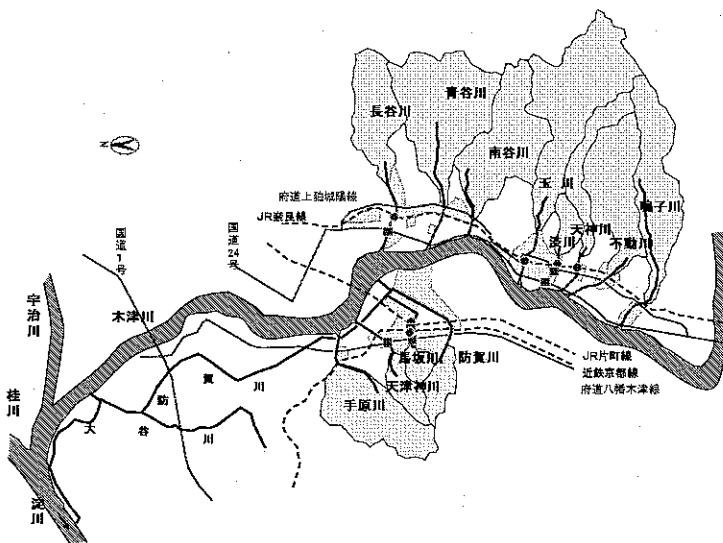 青谷川
長谷川
南谷川
玉川
鳴子川
天神川
渋川
不動川
府道上狛城陽線
JR奈良線
国道24号
国道1号
N
宇治川
木津川
桂川
淀川
大谷川
防賀川
馬坂川
防賀川
天津神川
手原川
JR片町線
近鉄京都線
府道八幡木津線